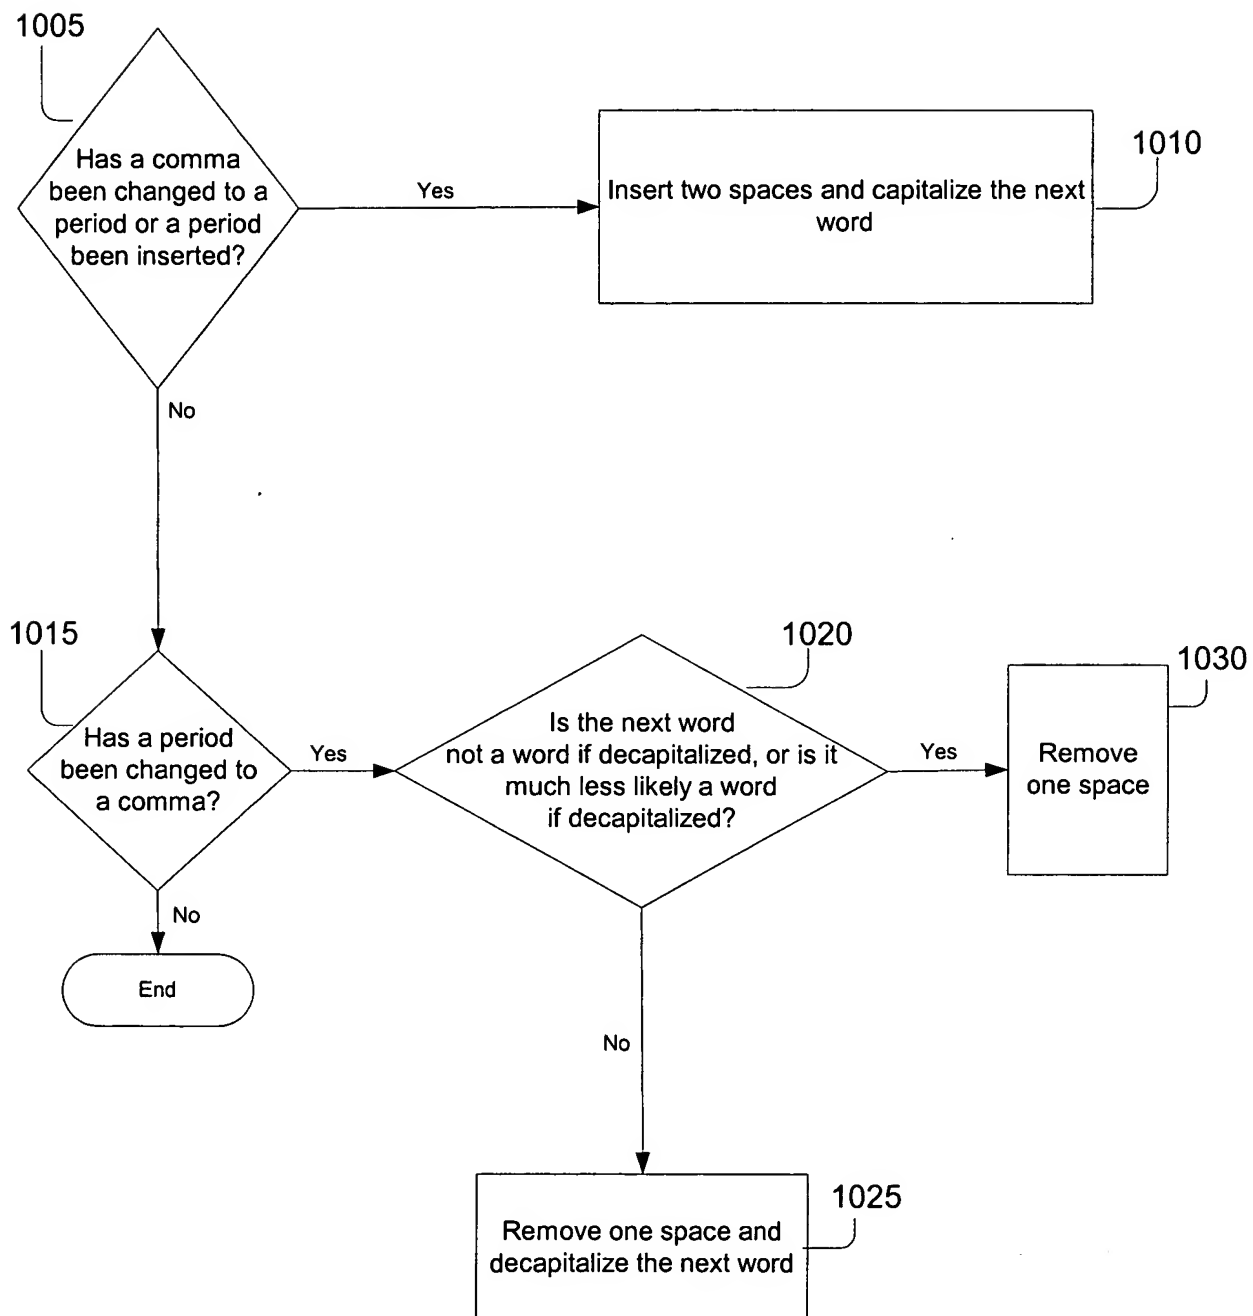 1005
Has a comma
been changed to a
period or a period
been inserted?
Yes
Insert two spaces and capitalize the next
word
1010
No
1015
Has a period
been changed to
a comma?
Yes
1020
Is the next word
not a word if decapitalized, or is it
much less likely a word
if decapitalized?
Yes
1030
Remove
one space
No
End
No
1025
Remove one space and
decapitalize the next word